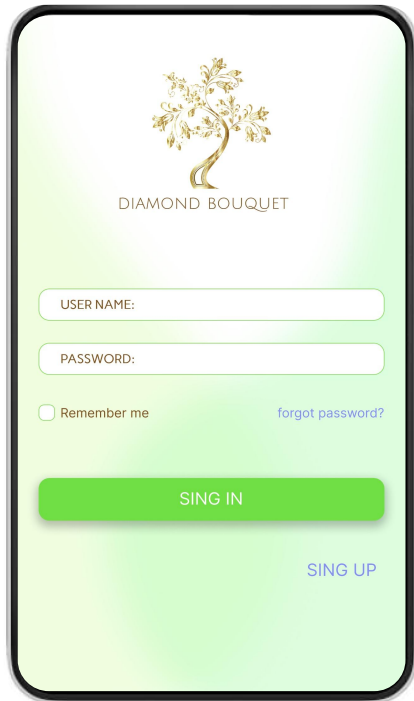 DIAMOND BOUQUET
USER NAME:
PASSWORD:
Remember me forgot password?
SING IN
SING UP